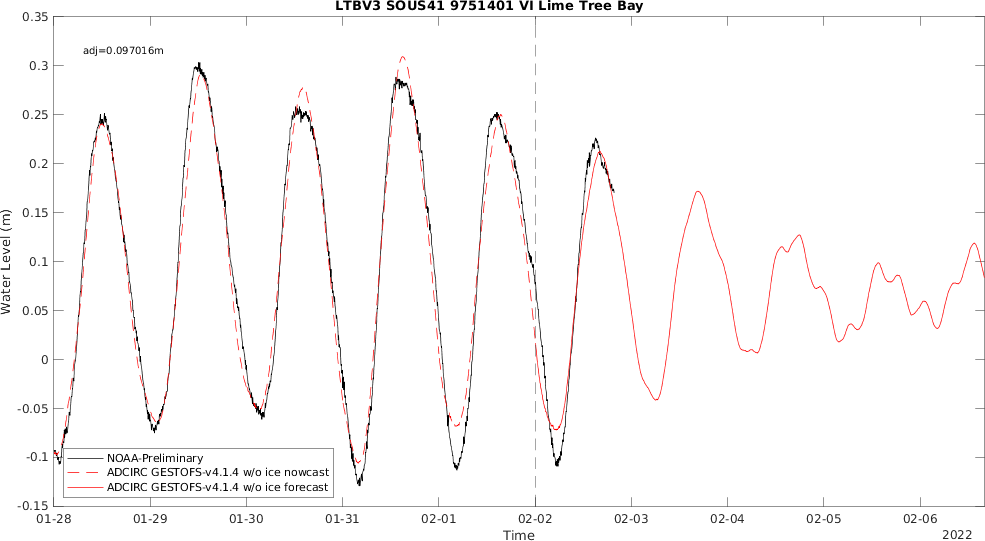 LTBV3 SOUS41 9751401 VI Lime Tree Bay
adj=0.097016m
0.35
0.3
0.25
0.2
0.15
0.1
0.05
0
-0.05
-0.1
-0.15
Water Level (m)
NOAA-Preliminary
ADCIRC GESTOFS-v4.1.4 w/o ice nowcast
ADCIRC GESTOFS-v4.1.4 w/o ice forecast
01-28 01-29 01-30 01-31 02-01 02-02 02-03 02-04 02-05 02-06
Time
2022